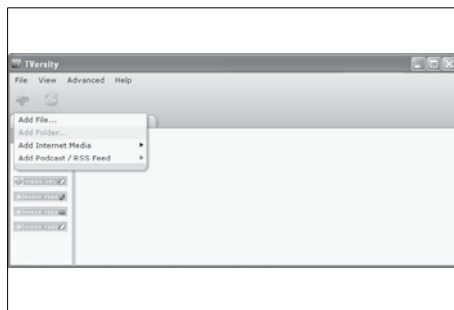 TVersity
File View Advanced Help
Add File...
Add Folder...
Add Internet Media
Add Podcast / RSS Feed